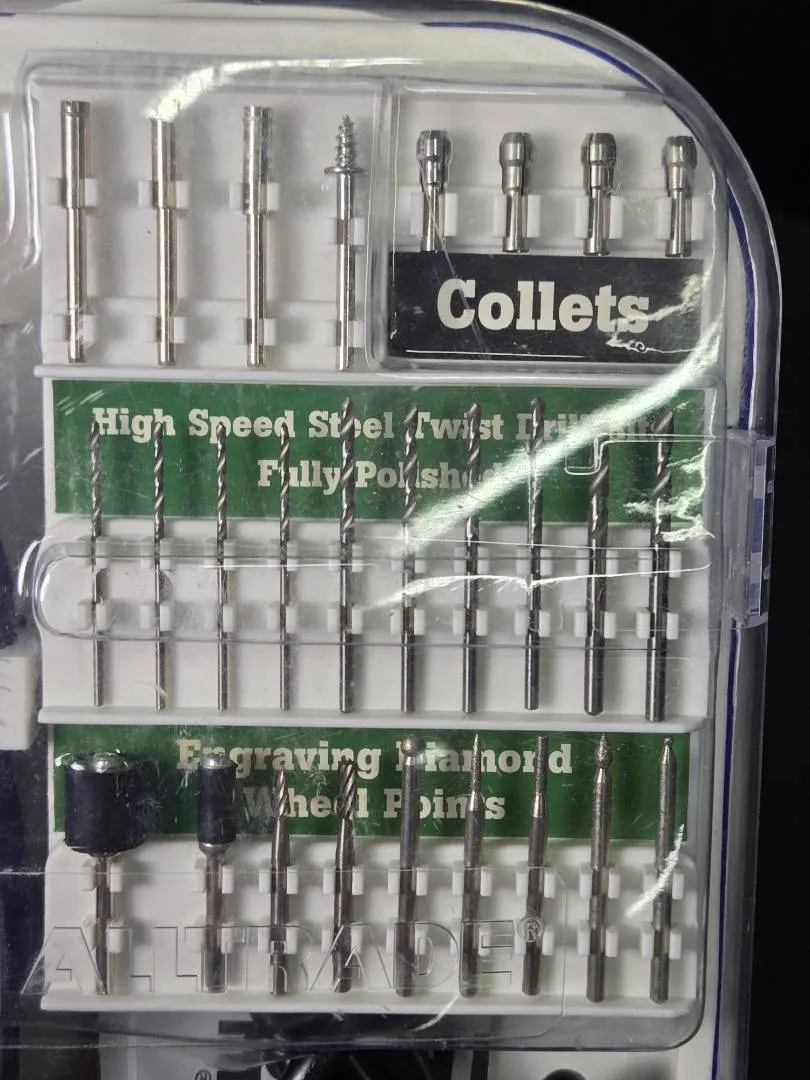 Collets
High Speed Steel Twist Drill
Fully Polished
Engraving Diamond
Wheel Points
ALLTRADE®
®